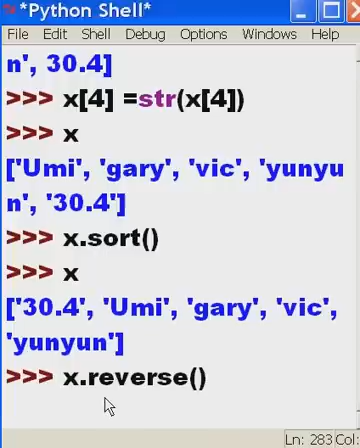 *Python Shell*
File Edit Shell Debug Options Windows Help
n', 30.4]
>>> x[4] =str(x[4])
>>> x
['Umi', 'gary', 'vic', 'yunyu
n', '30.4']
>>> x.sort()
>>> x
['30.4', 'Umi', 'gary', 'vic',
'yunyun']
>>> x.reverse()
Ln: 283 Col: